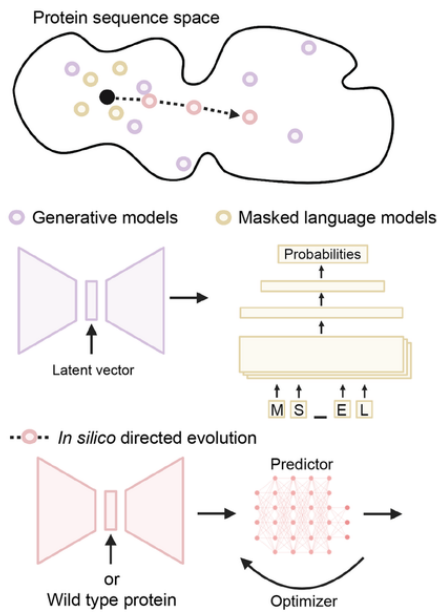 Protein sequence space
Generative models
Masked language models
Probabilities
Latent vector
M S _ E L
In silico directed evolution
Predictor
or
Wild type protein
Optimizer